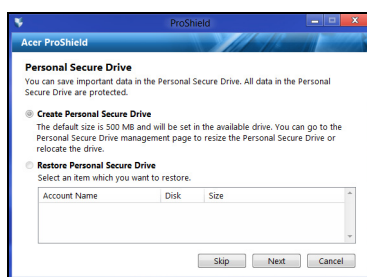 ProShield
Acer ProShield
Personal Secure Drive
You can save important data in the Personal Secure Drive. All data in the Personal
Secure Drive are protected.
Create Personal Secure Drive
The default size is 500 MB and will be set in the available drive. You can go to the
Personal Secure Drive management page to resize the Personal Secure Drive or
relocate the drive.
Restore Personal Secure Drive
Select an item which you want to restore.
Account Name Disk Size
Skip Next Cancel